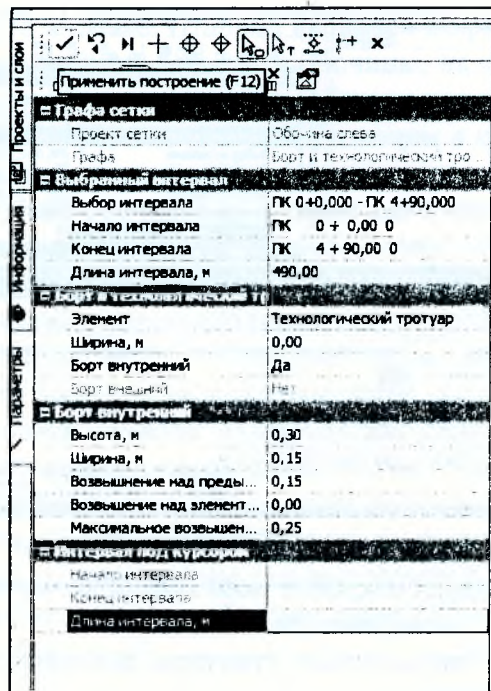 Проекты и слои
Информация
Параметры
Применить построение (F12)
Графа сетки
Проект сетки Обочина слева
Графа Борт и технологический тро...
Выбранный интервал
Выбор интервала ПК 0+0,000 - ПК 4+90,000
Начало интервала ПК 0 + 0,00 0
Конец интервала ПК 4 + 90,00 0
Длина интервала, м 490,00
Борт и технологический тр
Элемент Технологический тротуар
Ширина, м 0,00
Борт внутренний Да
Борт внешний Нет
Борт внутренний
Высота, м 0,30
Ширина, м 0,15
Возвышнение над преды... 0,15
Возвышение над элемент... 0,00
Максимальное возвышен... 0,25
Интервал под курсором
Начало интервала
Конец интервала
Длина интервала, м